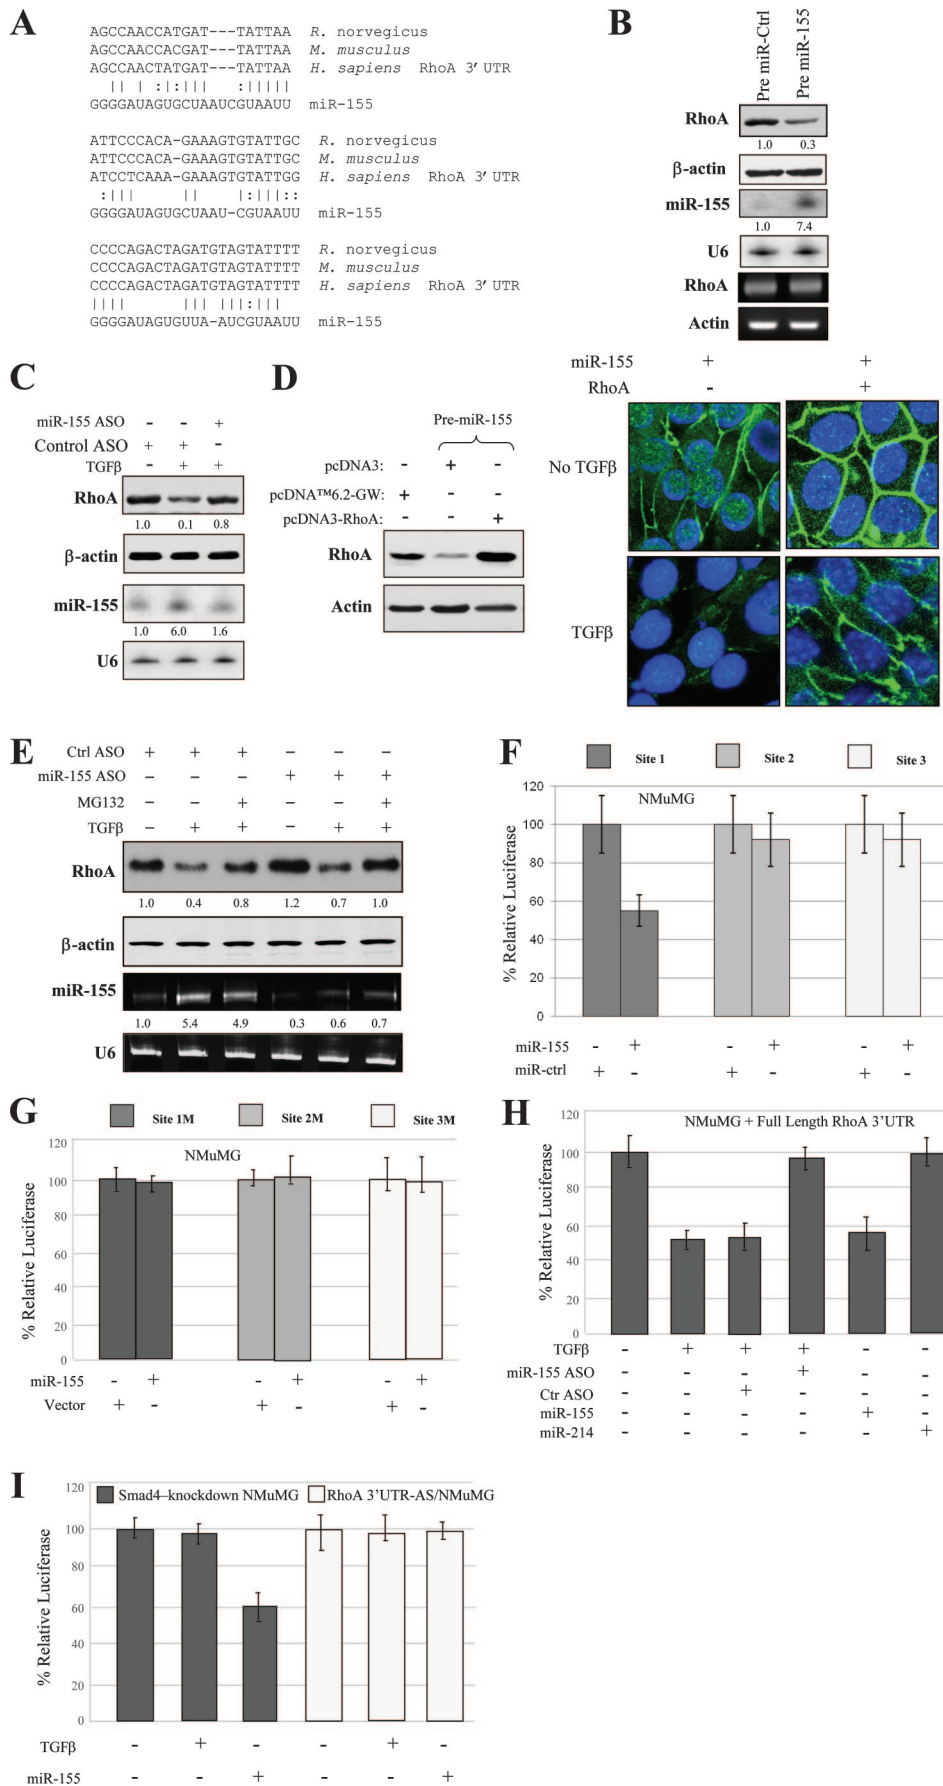 A
AGCCAACCATGAT---TATTAA R. norvegicus
AGCCAACCACGAT---TATTAA M. musculus
AGCCAACTATGAT---TATTAA H. sapiens RhoA 3' UTR
|| | :|:||| ||:|||||
GGGGAUAGUGCUAAUCGUAAUU miR-155
ATTCCCACA-GAAAGTGTATTGC R. norvegicus
ATTCCCACA-GAAAGTGTATTGC M. musculus
ATCCTCAAA-GAAAGTGTATTGG H. sapiens RhoA 3' UTR
:||| || ||:|||::
GGGGAUAGUGCUAAU-CGUAAUU miR-155
CCCCAGACTAGATGTAGTATTTT R. norvegicus
CCCCAGACTAGATGTAGTATTTT M. musculus
CCCCAGACTAGATGTAGTATTTT H. sapiens RhoA 3' UTR
|||| ||| |||:|||
GGGGAUAGUGUUA-AUCGUAAUU miR-155
B
Pre miR-Ctrl
Pre miR-155
RhoA
1.0 0.3
β-actin
miR-155
1.0 7.4
U6
RhoA
Actin
C
miR-155 ASO - - +
Control ASO + + -
TGFβ - + +
RhoA
1.0 0.1 0.8
β-actin
miR-155
1.0 6.0 1.6
U6
D
Pre-miR-155
pcDNA3: - + -
pcDNA™6.2-GW: + - -
pcDNA3-RhoA: - - +
RhoA
Actin
miR-155 + +
RhoA - +
No TGFβ
TGFβ
E
Ctrl ASO + + + – – –
miR-155 ASO – – – + + +
MG132 – – + – – +
TGFβ – + + – + +
RhoA
1.0 0.4 0.8 1.2 0.7 1.0
β-actin
miR-155
1.0 5.4 4.9 0.3 0.6 0.7
U6
F
Site 1 Site 2 Site 3
NMuMG
% Relative Luciferase
120
100
80
60
40
20
0
miR-155 - + - + - +
miR-ctrl + - + - + -
G
Site 1M Site 2M Site 3M
NMuMG
% Relative Luciferase
120
100
80
60
40
20
0
miR-155 - + - + - +
Vector + - + - + -
H
NMuMG + Full Length RhoA 3'UTR
% Relative Luciferase
120
100
80
60
40
20
0
TGFβ - + + + - -
miR-155 ASO - - - + - -
Ctr ASO - - + - - -
miR-155 - - - - + -
miR-214 - - - - - +
I
Smad4–knockdown NMuMG RhoA 3'UTR-AS/NMuMG
% Relative Luciferase
120
100
80
60
40
20
0
TGFβ - + - - + -
miR-155 - - + - - +